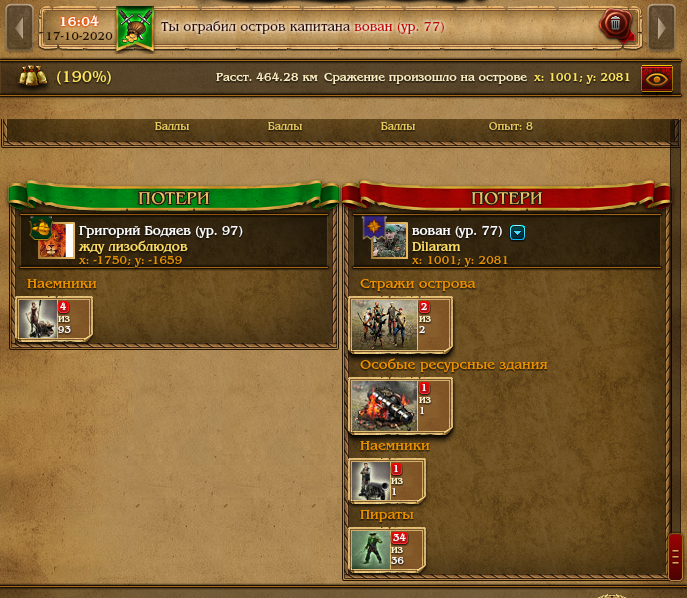 16:04
17-10-2020
Ты ограбил остров капитана вован (ур. 77)
(190%)
Расст. 464.28 км Сражение произошло на острове x: 1001; y: 2081
Баллы Баллы Баллы Опыт: 8
ПОТЕРИ
Григорий Бодяев (ур. 97)
жду лизоблюдов
x: -1750; y: -1659
Наемники
4
из
93
ПОТЕРИ
вован (ур. 77)
Dilaram
x: 1001; y: 2081
Стражи острова
2
из
2
Особые ресурсные здания
1
из
1
Наемники
1
из
1
Пираты
34
из
36